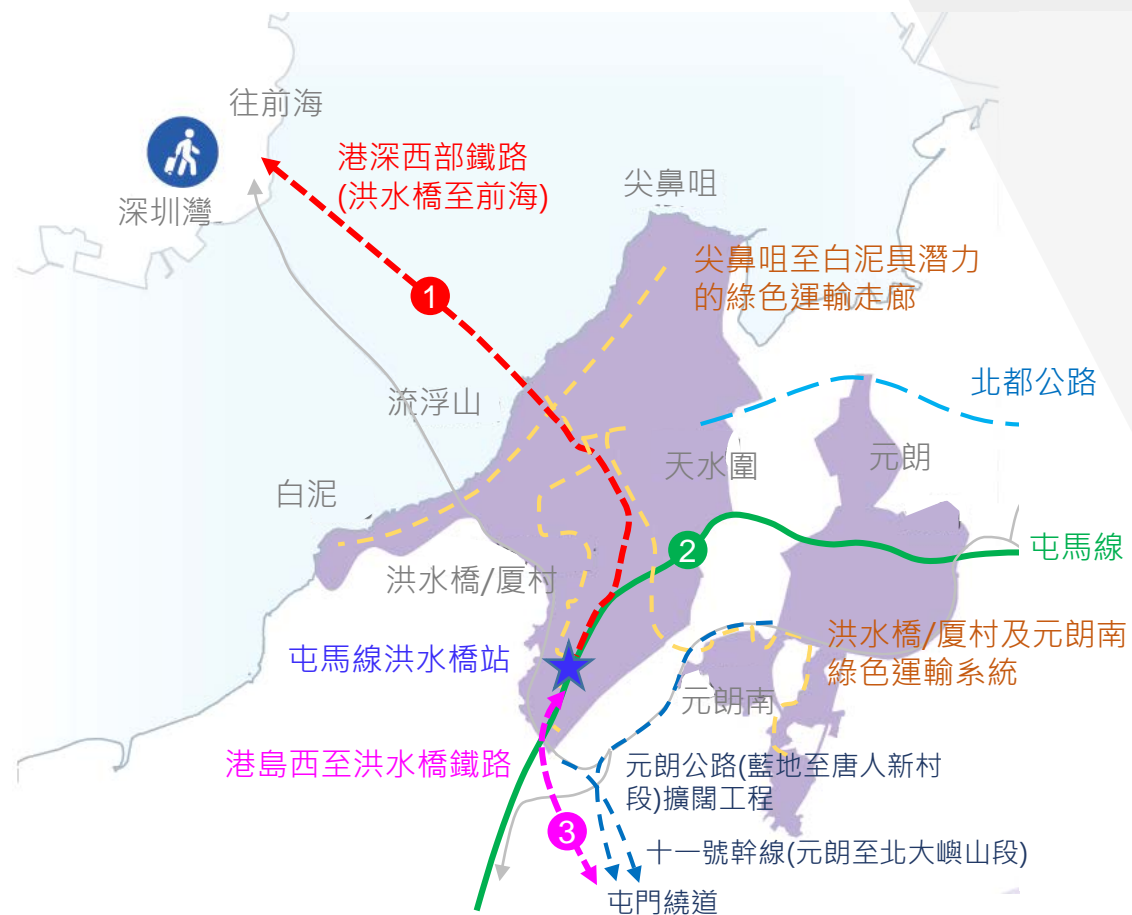 往前海
深圳灣
港深西部鐵路
(洪水橋至前海)
尖鼻咀
尖鼻咀至白泥具潛力
的綠色運輸走廊
1
北都公路
流浮山
天水圍
元朗
白泥
2
屯馬線
洪水橋/厦村
屯馬線洪水橋站
洪水橋/厦村及元朗南
綠色運輸系統
元朗南
港島西至洪水橋鐵路
元朗公路(藍地至唐人新村
段)擴闊工程
3
十一號幹線(元朗至北大嶼山段)
屯門繞道